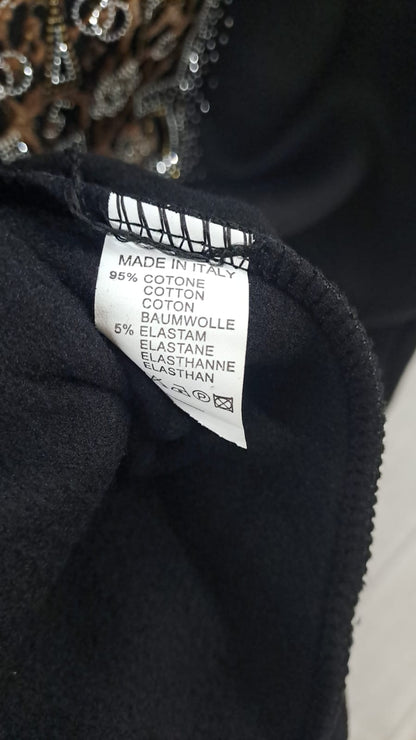 MADE IN ITALY
95% COTONE
COTTON
COTON
BAUMWOLLE
5% ELASTAM
ELASTANE
ELASTHANNE
ELASTHAN
P